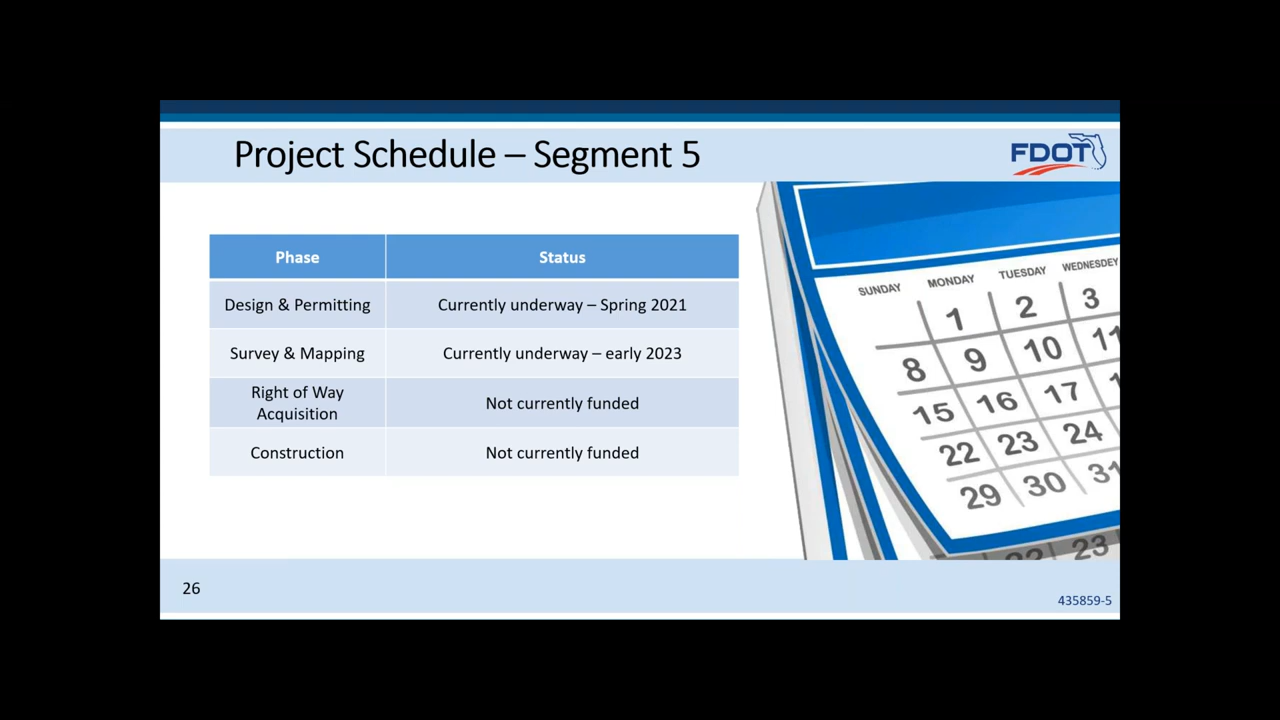 Project Schedule – Segment 5
FDOT
Phase
Status
Design & Permitting
Currently underway – Spring 2021
Survey & Mapping
Currently underway – early 2023
Right of Way
Acquisition
Not currently funded
Construction
Not currently funded
SUNDAY MONDAY TUESDAY WEDNESDEY
1 2 3
8 9 10 11
15 16 17
22 23 24
29 30 31
22 23
26
435859-5